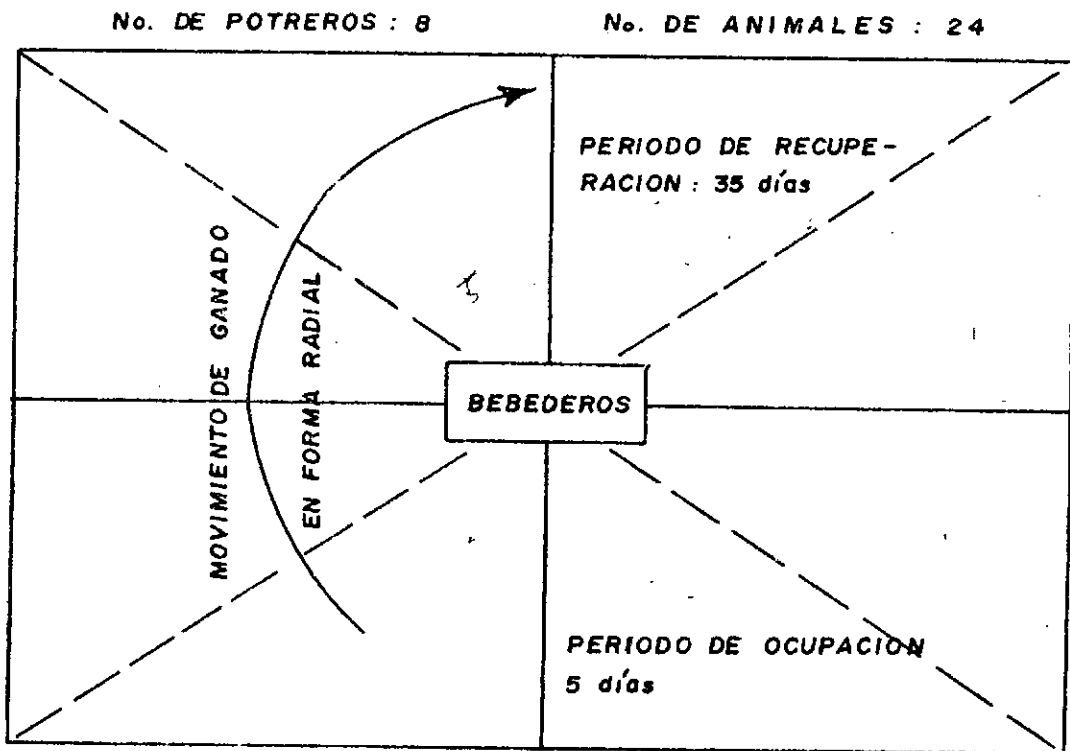 No. DE POTREROS : 8
No. DE ANIMALES : 24
PERIODO DE RECUPE-
RACION : 35 días
MOVIMIENTO DE GANADO
EN FORMA RADIAL
BEBEDEROS
PERIODO DE OCUPACION
5 días